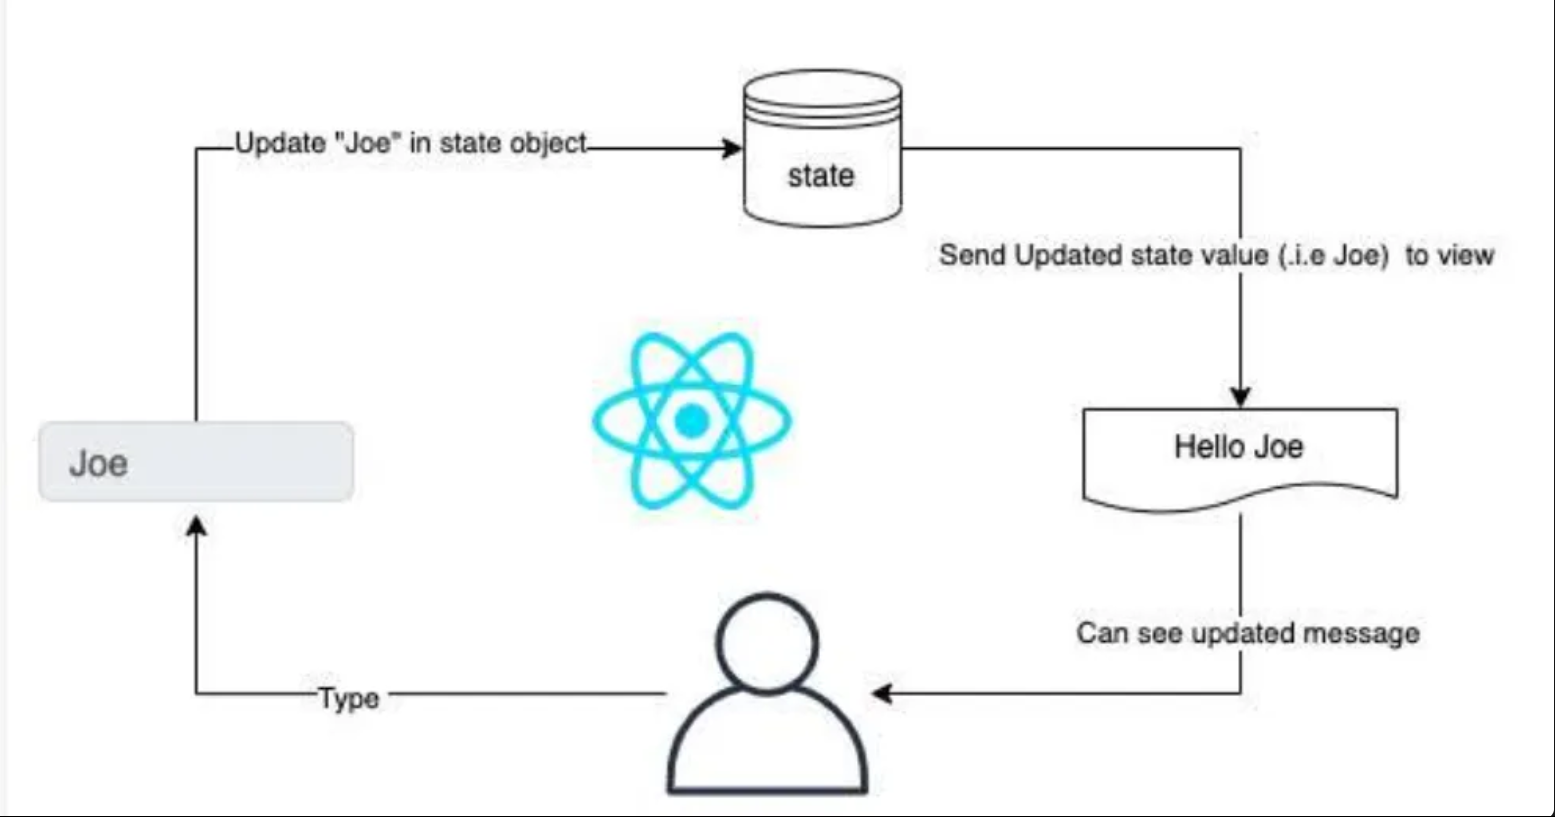 Update "Joe" in state object
state
Send Updated state value (.i.e Joe) to view
Joe
Hello Joe
Can see updated message
Type